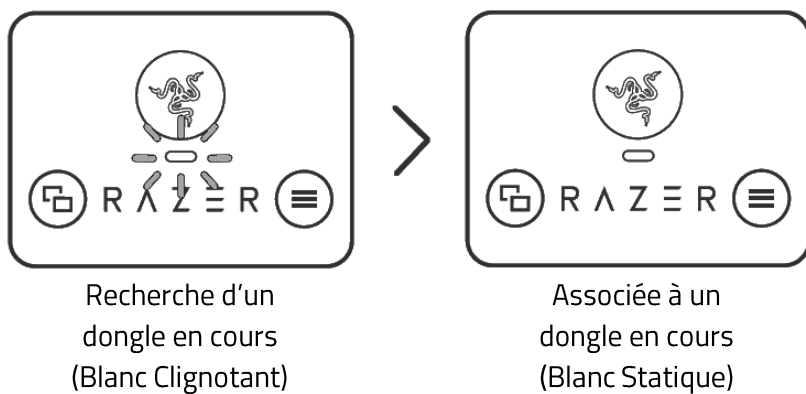 RAZER
RAZER
Recherche d'un
dongle en cours
(Blanc Clignotant)
Associée à un
dongle en cours
(Blanc Statique)